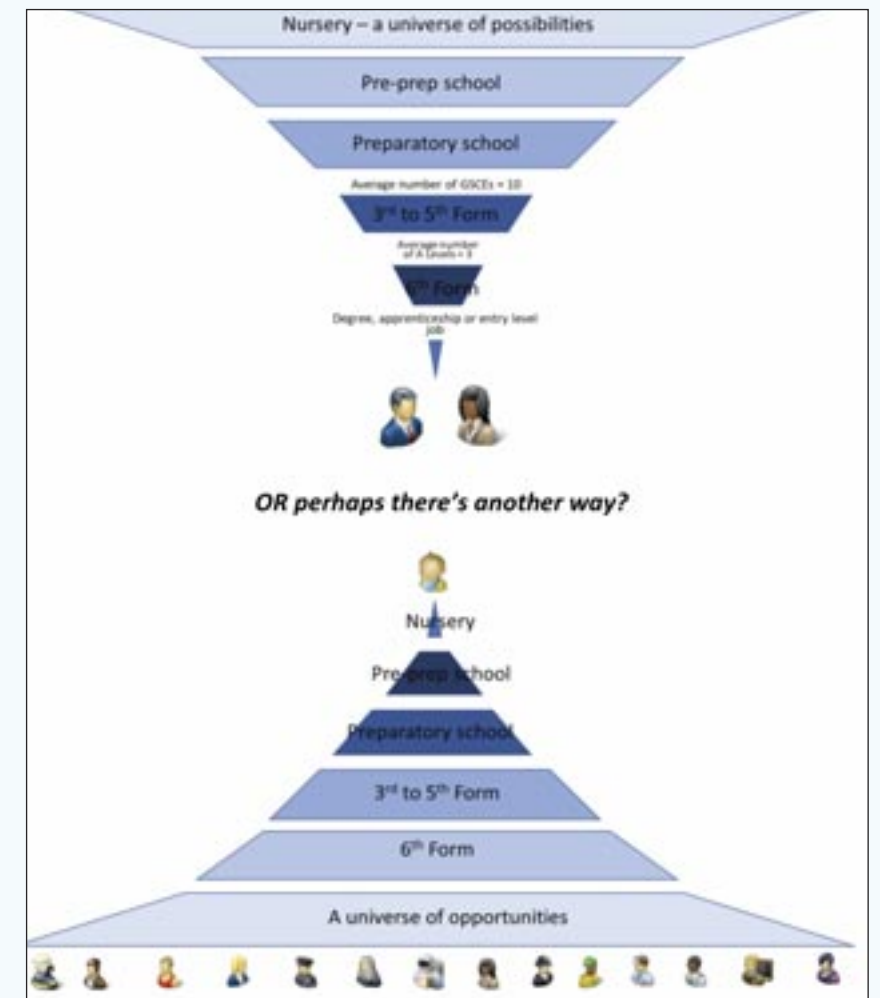 Nursery – a universe of possibilities
Pre-prep school
Preparatory school
Average number of GSCEs = 10
3rd to 5th Form
Average number
of A Levels = 3
6th Form
Degree, apprenticeship or entry level
job
OR perhaps there's another way?
Nursery
Pre-prep school
Preparatory school
3rd to 5th Form
6th Form
A universe of opportunities